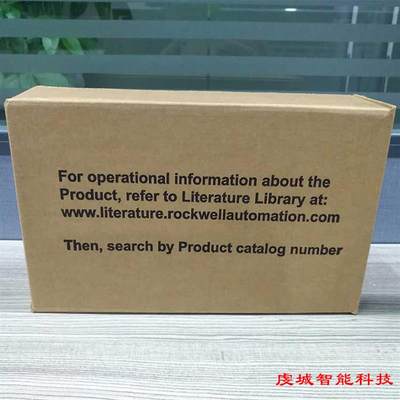 For operational information about the
Product, refer to Literature Library at:
www.literature.rockwellautomation.com
Then, search by Product catalog number
虔城智能科技